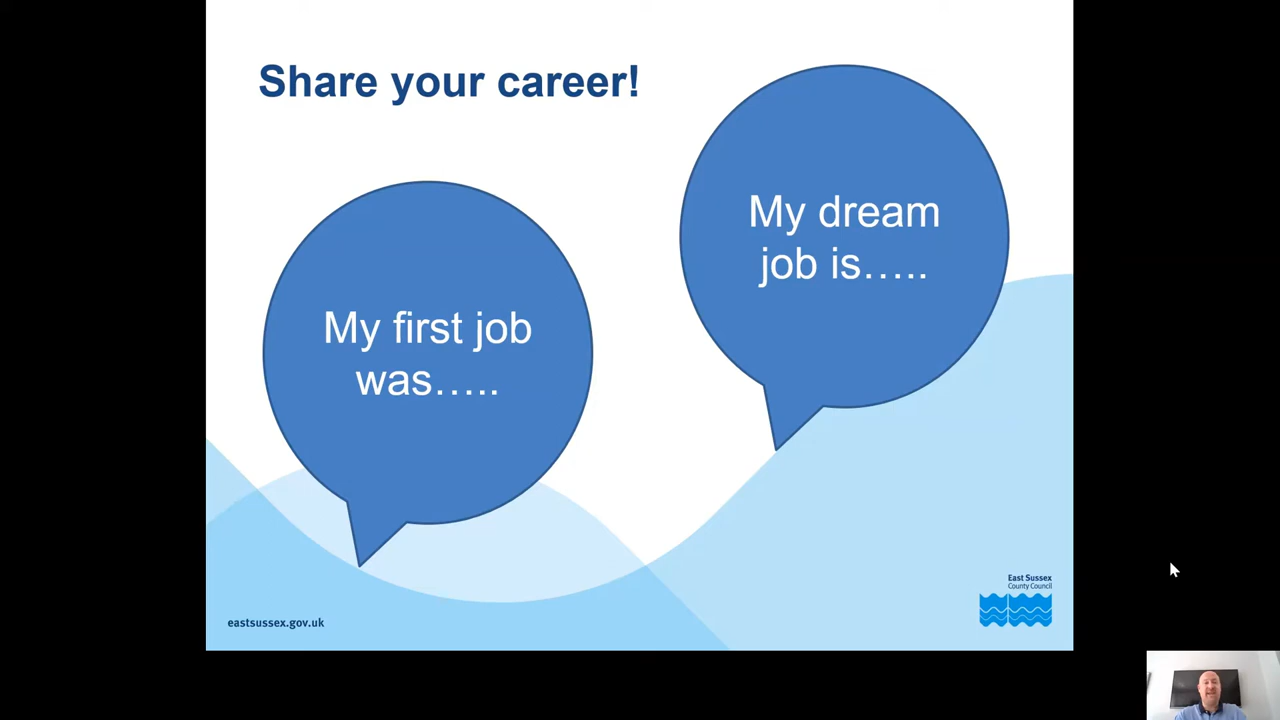 Share your career!
My first job
was…..
My dream
job is…..
eastsussex.gov.uk
East Sussex
County Council